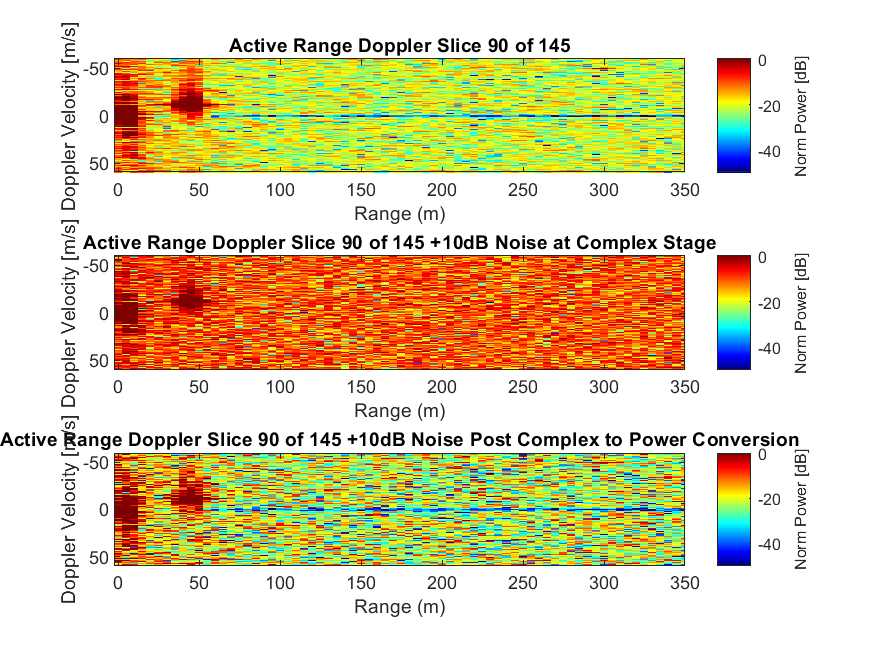 Active Range Doppler Slice 90 of 145
Doppler Velocity [m/s]
-50
0
50
0 50 100 150 200 250 300 350
Range (m)
0
-20
-40
Norm Power [dB]
Active Range Doppler Slice 90 of 145 +10dB Noise at Complex Stage
Doppler Velocity [m/s]
-50
0
50
0 50 100 150 200 250 300 350
Range (m)
0
-20
-40
Norm Power [dB]
Active Range Doppler Slice 90 of 145 +10dB Noise Post Complex to Power Conversion
Doppler Velocity [m/s]
-50
0
50
0 50 100 150 200 250 300 350
Range (m)
0
-20
-40
Norm Power [dB]